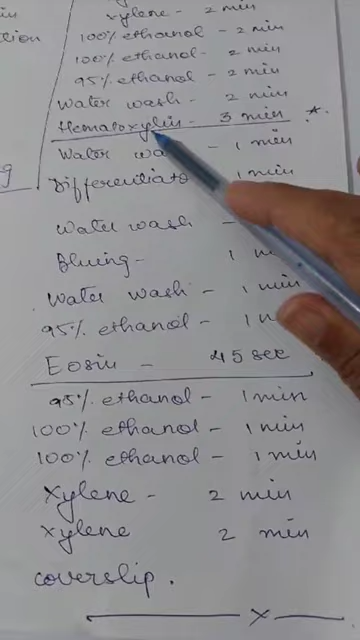 xylene - 2 min
tion
100% ethanol - 2 min
100% ethanol - 2 min
95% ethanol - 2 min
Water wash - 2 min
Hematoxylin - 3 min *
Water - 1 min
Differentiate 1 min
Water wash -
Bluing - 1
Water wash - 1 min
95% ethanol - 1
Eosin - 45 sec
95% ethanol - 1 min
100% ethanol - 1 min
100% ethanol - 1 min
Xylene - 2 min
Xylene 2 min
coverslip.
x